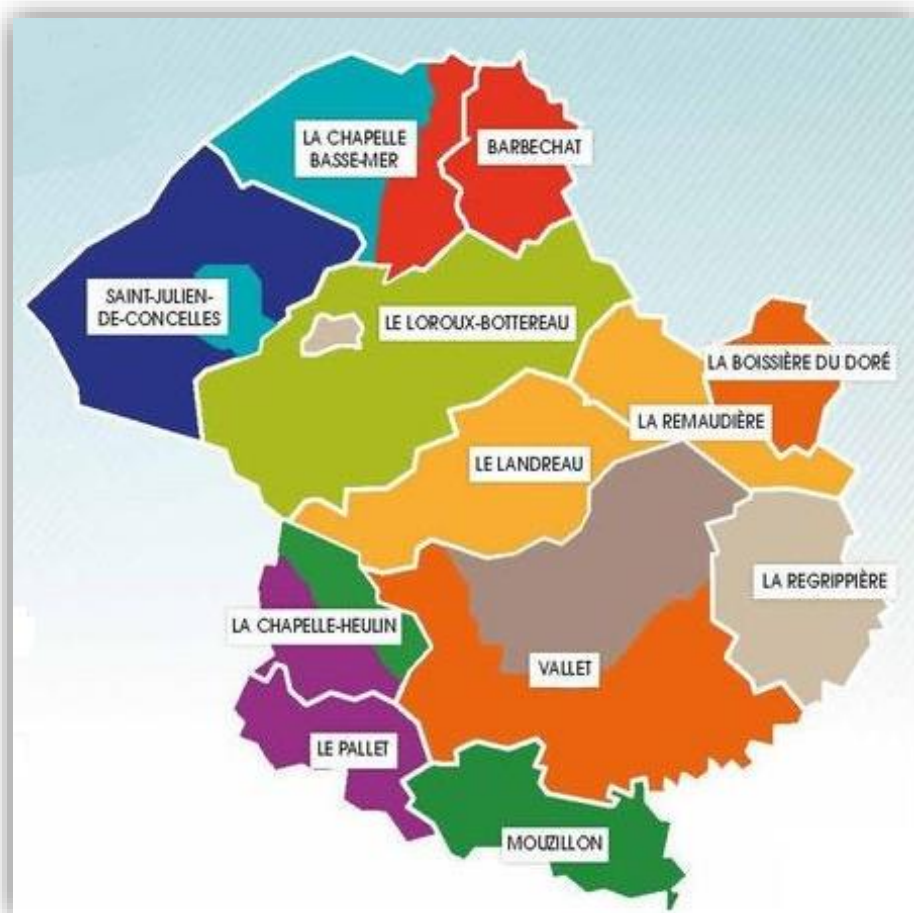 LA CHAPELLE
BASSE-MER
BARBECHAT
SAINT-JULIEN-
DE-CONCELLES
LE LOROUX-BOTTEREAU
LA BOISSIÈRE DU DORÉ
LA REMAUDIÈRE
LE LANDREAU
LA REGRIPPIÈRE
LA CHAPELLE-HEULIN
VALLET
LE PALLET
MOUZILLON